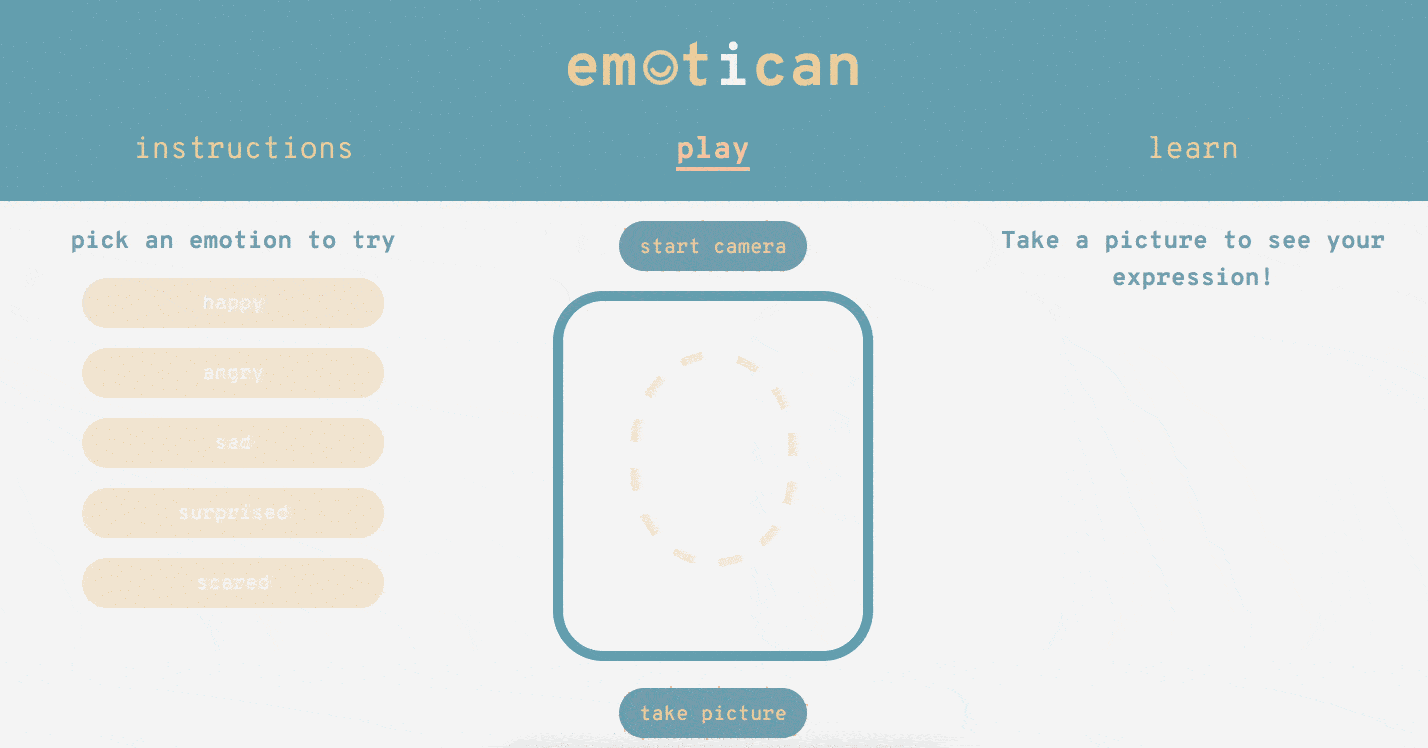 emotican
instructions
play
learn
pick an emotion to try
happy
angry
sad
surprised
scared
start camera
take picture
Take a picture to see your
expression!